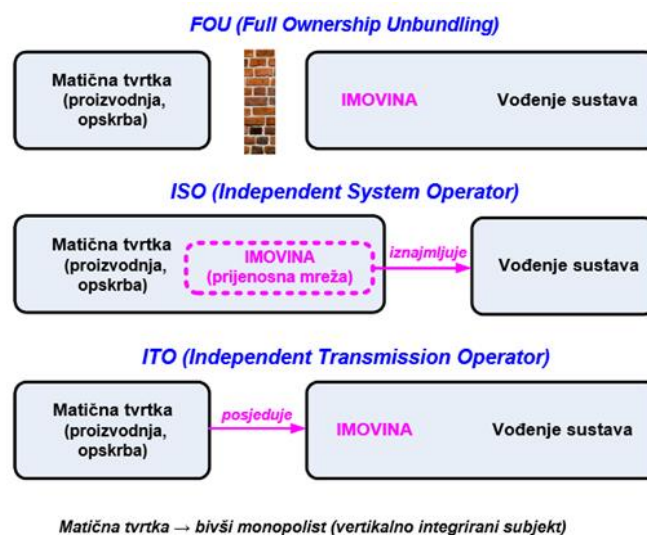 FOU (Full Ownership Unbundling)
Matična tvrtka
(proizvodnja,
opskrba)
IMOVINA
Vođenje sustava
ISO (Independent System Operator)
Matična tvrtka
(proizvodnja,
opskrba)
IMOVINA
(prijenosna mreža)
iznajmljuje
Vođenje sustava
ITO (Independent Transmission Operator)
Matična tvrtka
(proizvodnja,
opskrba)
posjeduje
IMOVINA
Vođenje sustava
Matična tvrtka → bivši monopolist (vertikalno integrirani subjekt)